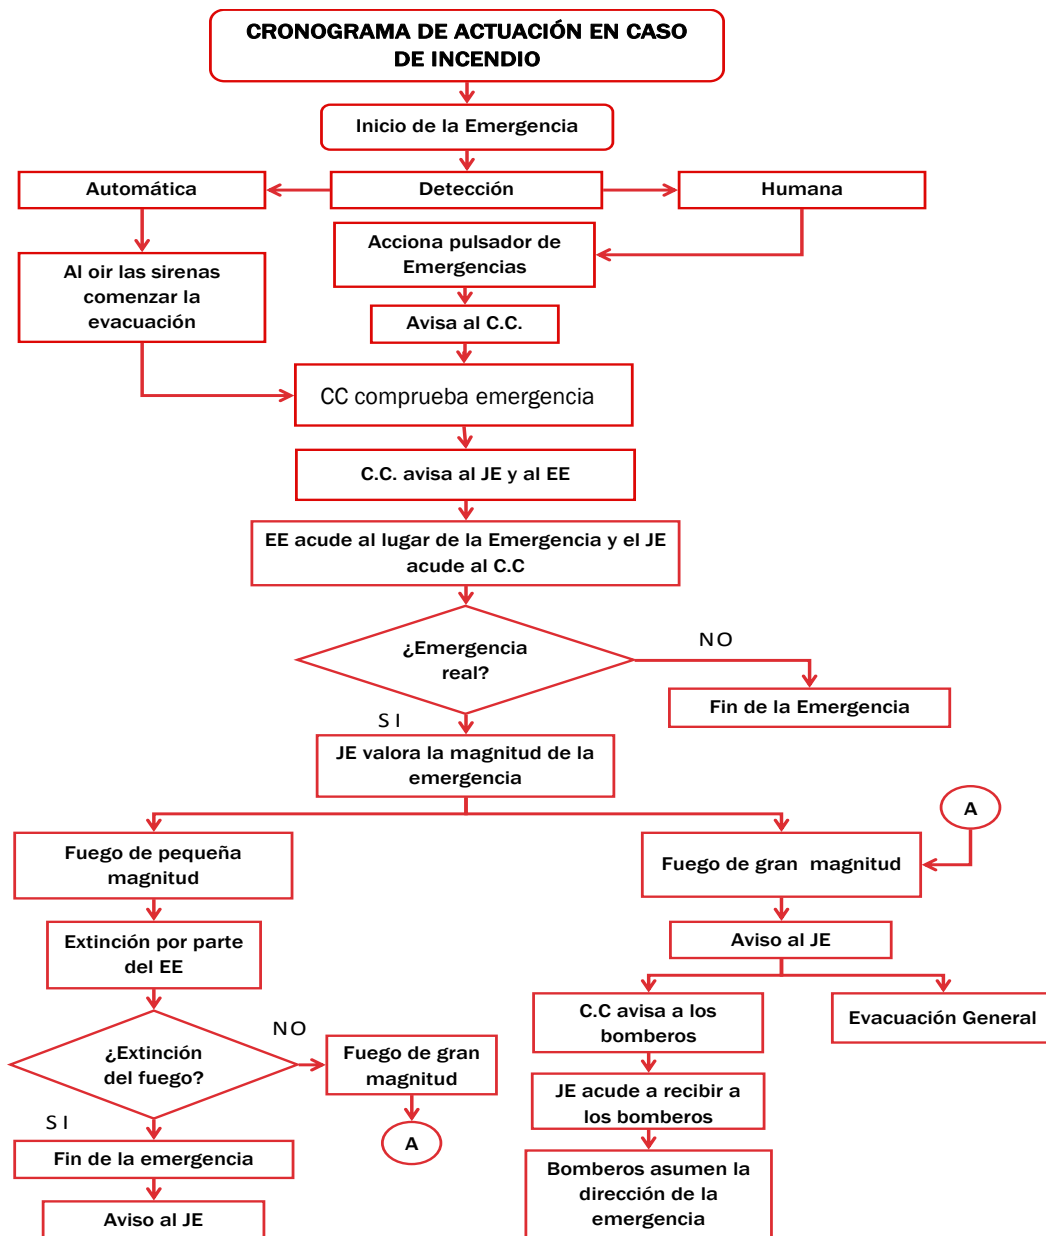 CRONOGRAMA DE ACTUACIÓN EN CASO
DE INCENDIO
Inicio de la Emergencia
Automática
Detección
Humana
Acciona pulsador de
Emergencias
Al oir las sirenas
comenzar la
evacuación
Avisa al C.C.
CC comprueba emergencia
C.C. avisa al JE y al EE
EE acude al lugar de la Emergencia y el JE
acude al C.C
¿Emergencia
real?
NO
Fin de la Emergencia
SI
JE valora la magnitud de la
emergencia
A
Fuego de pequeña
magnitud
Fuego de gran magnitud
Extinción por parte
del EE
Aviso al JE
C.C avisa a los
bomberos
Evacuación General
¿Extinción
del fuego?
NO
Fuego de gran
magnitud
JE acude a recibir a
los bomberos
SI
A
Fin de la emergencia
Bomberos asumen la
dirección de la
emergencia
Aviso al JE